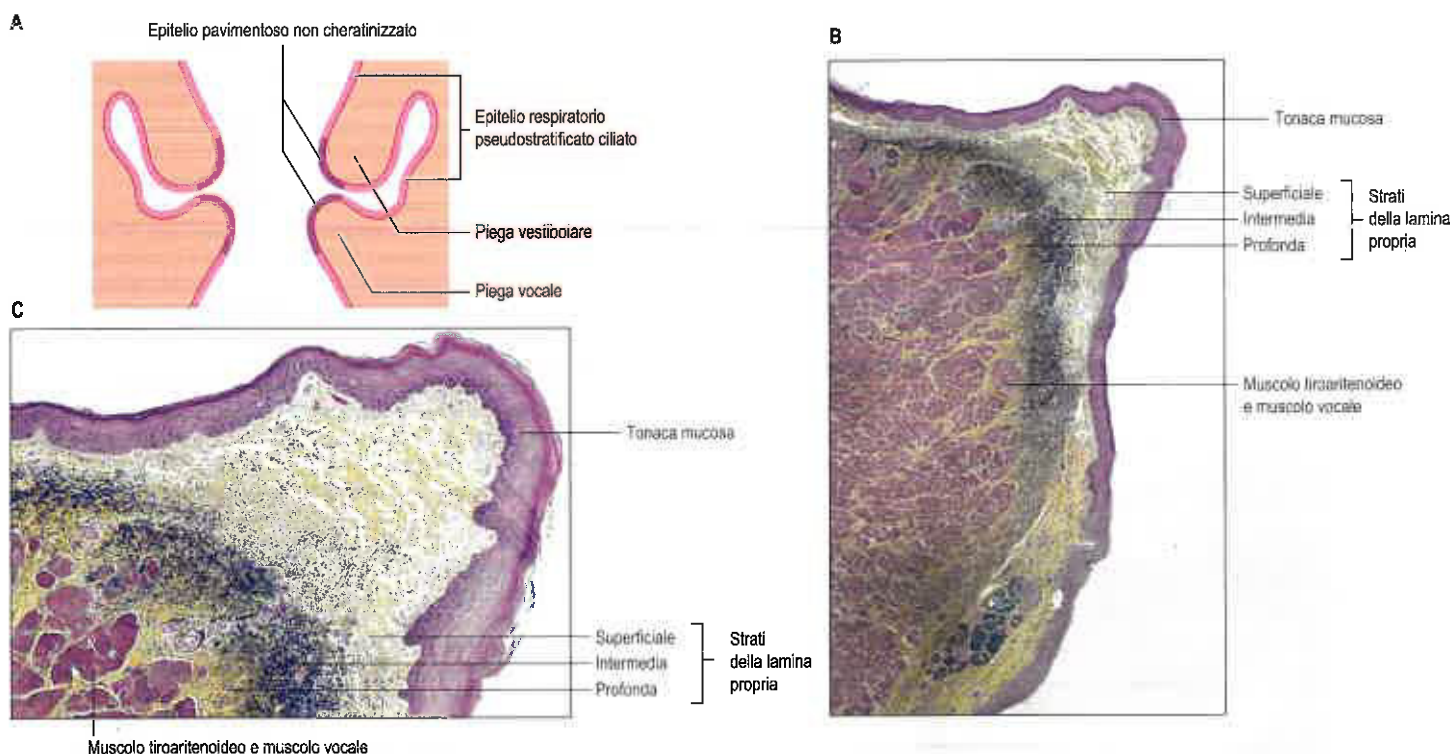 A
Epitelio pavimentoso non cheratinizzato
Epitelio respiratorio
pseudostratificato ciliato
Piega vestibolare
Piega vocale
B
Tonaca mucosa
Superficiale
Intermedia
Profonda
Strati
della lamina
propria
Muscolo tiroaritenoideo
e muscolo vocale
C
Tonaca mucosa
Superficiale
Intermedia
Profonda
Strati
della lamina
propria
Muscolo tiroaritenoideo e muscolo vocale